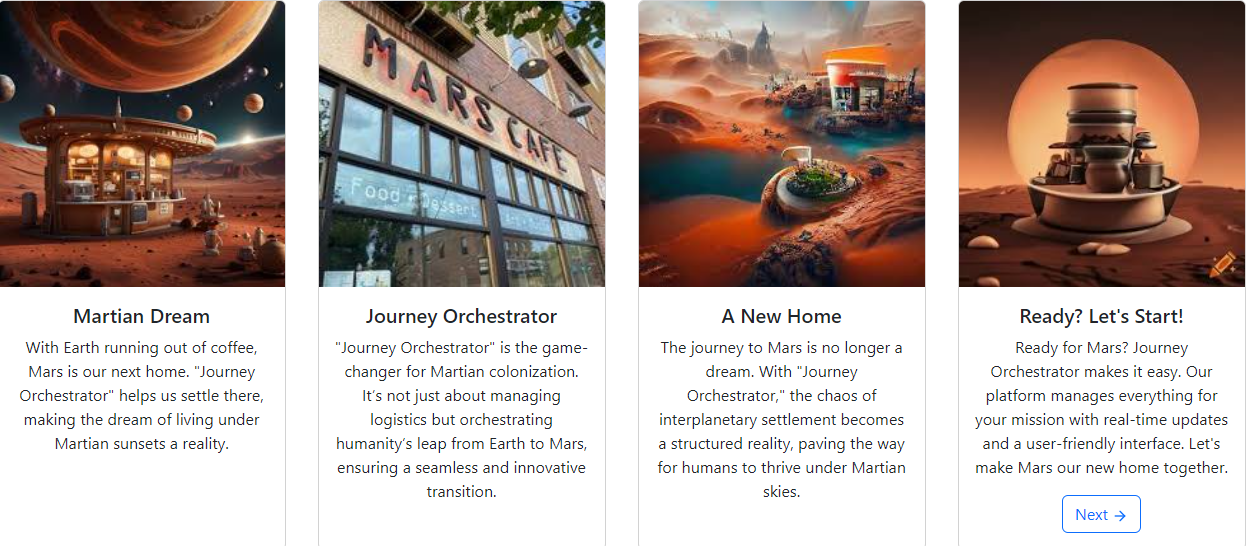 MARS CAFE
Food + Dessert
Martian Dream
With Earth running out of coffee,
Mars is our next home. "Journey
Orchestrator" helps us settle there,
making the dream of living under
Martian sunsets a reality.
Journey Orchestrator
"Journey Orchestrator" is the game-
changer for Martian colonization.
It's not just about managing
logistics but orchestrating
humanity's leap from Earth to Mars,
ensuring a seamless and innovative
transition.
A New Home
The journey to Mars is no longer a
dream. With "Journey
Orchestrator," the chaos of
interplanetary settlement becomes
a structured reality, paving the way
for humans to thrive under Martian
skies.
Ready? Let's Start!
Ready for Mars? Journey
Orchestrator makes it easy. Our
platform manages everything for
your mission with real-time updates
and a user-friendly interface. Let's
make Mars our new home together.
Next →